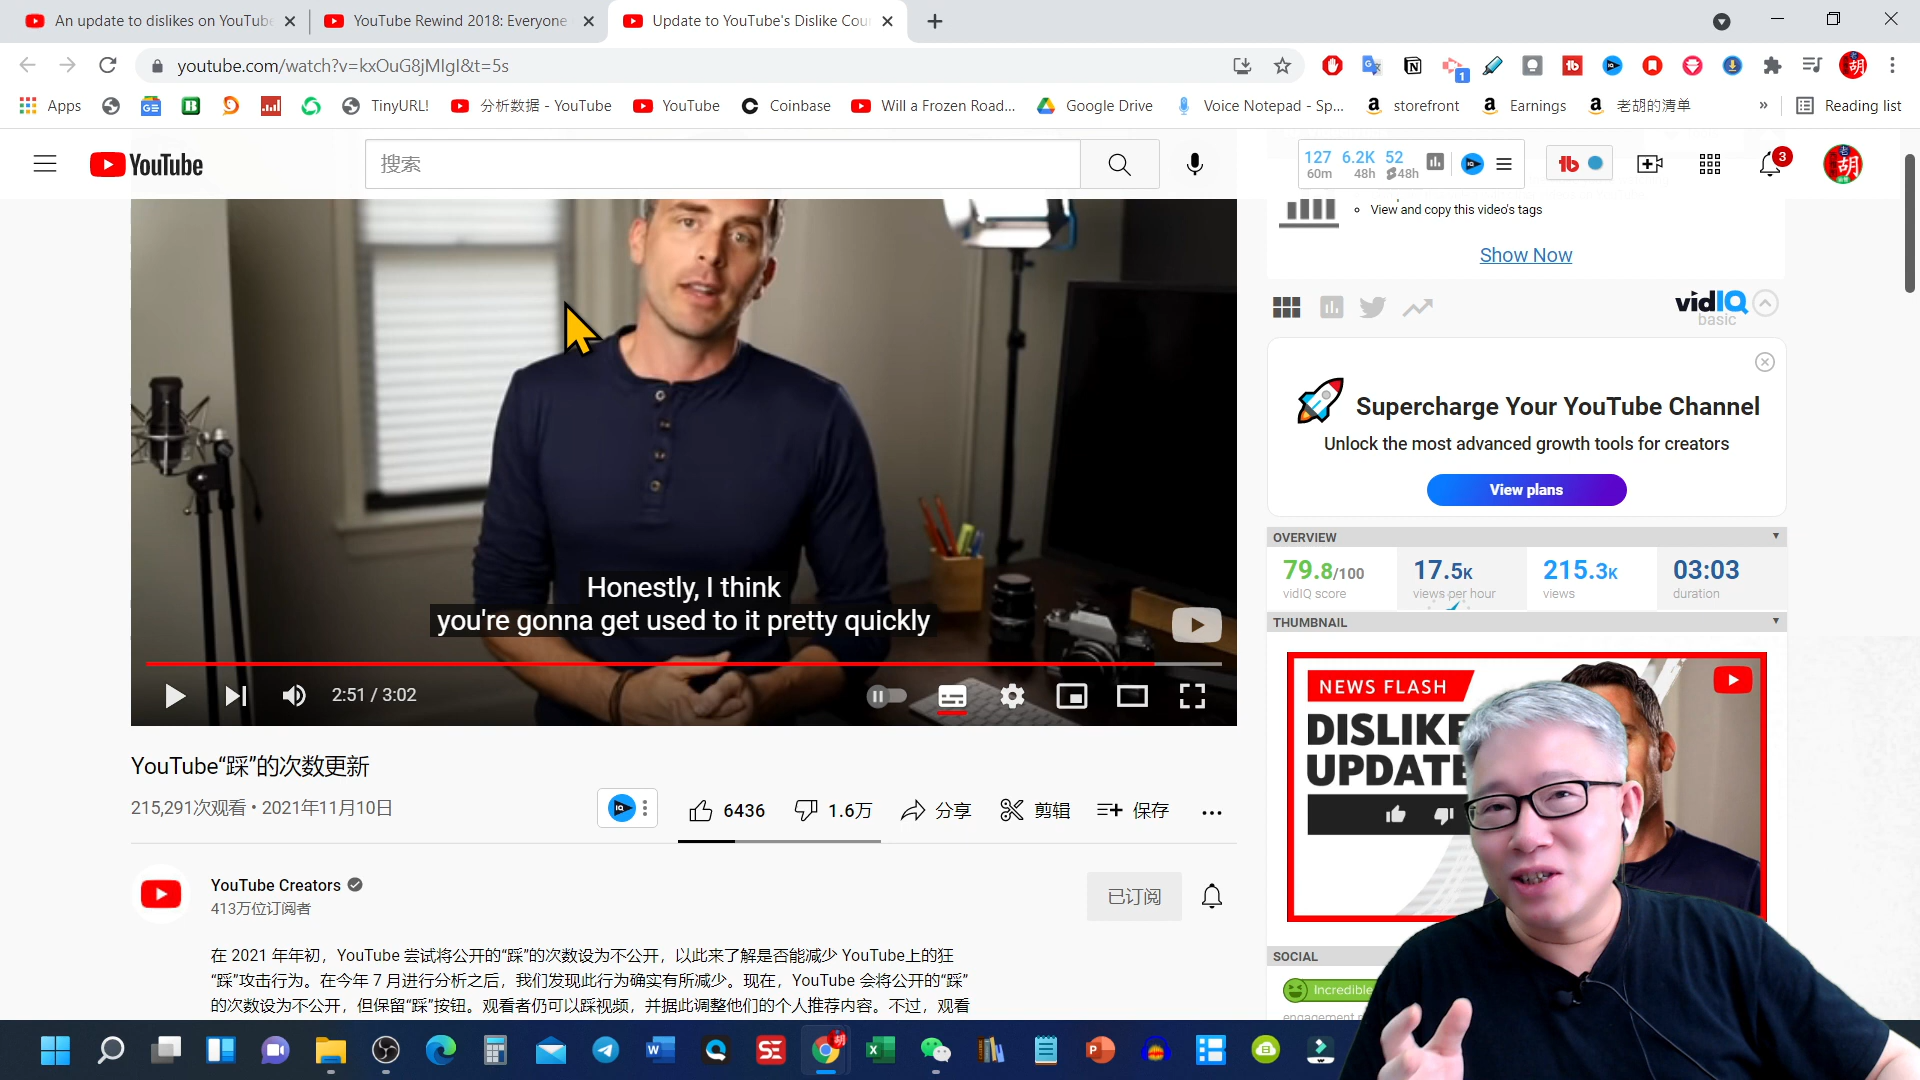 An update to dislikes on YouTube
YouTube Rewind 2018: Everyone
Update to YouTube's Dislike Cou
youtube.com/watch?v=kxOuG8jMIgI&t=5s
1
胡
Apps
TinyURL!
分析数据 - YouTube
YouTube
Coinbase
Will a Frozen Road...
Google Drive
Voice Notepad - Sp...
storefront
Earnings
老胡的清单
»
Reading list
YouTube
搜索
127 6.2K 52
60m 48h 48h
3
胡
View and copy this video's tags
Show Now
vidIQ
basic
Supercharge Your YouTube Channel
Unlock the most advanced growth tools for creators
View plans
OVERVIEW
79.8/100 17.5K 215.3K 03:03
vidIQ score views per hour views duration
THUMBNAIL
NEWS FLASH
DISLIKE
UPDATE
SOCIAL
Incredible
Honestly, I think
you're gonna get used to it pretty quickly
2:51 / 3:02
YouTube“踩”的次数更新
215,291次观看 • 2021年11月10日
6436 1.6万 分享 剪辑 保存
YouTube Creators
413万位订阅者
已订阅
在 2021 年年初，YouTube 尝试将公开的“踩”的次数设为不公开，以此来了解是否能减少 YouTube上的狂
“踩”攻击行为。在今年 7 月进行分析之后，我们发现此行为确实有所减少。现在，YouTube 会将公开的“踩”
的次数设为不公开，但保留“踩”按钮。观看者仍可以踩视频，并据此调整他们的个人推荐内容。不过，观看